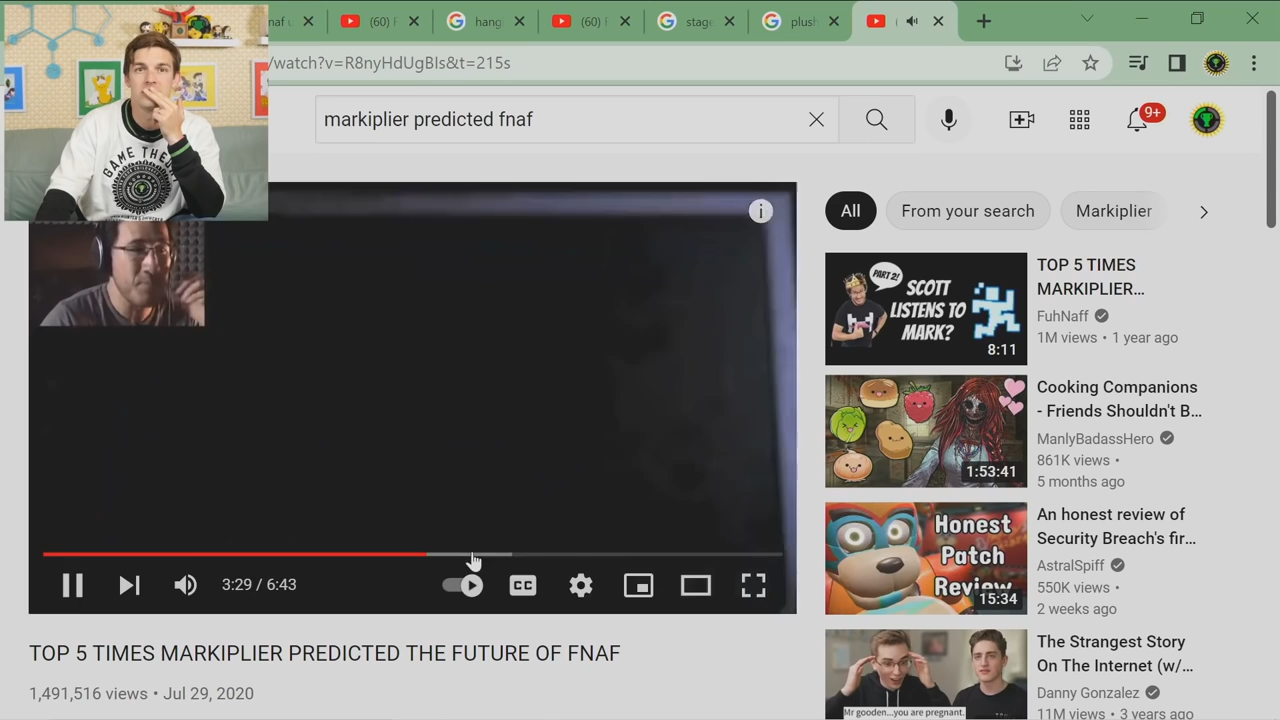 naf u
(60) F
hang
(60) F
stage
plush
/watch?v=R8nyHdUgBIs&t=215s
markiplier predicted fnaf
9+
GAME THEORY
All
From your search
Markiplier
PART 2!
SCOTT
LISTENS TO
MARK?
8:11
TOP 5 TIMES
MARKIPLIER...
FuhNaff
1M views • 1 year ago
1:53:41
Cooking Companions
- Friends Shouldn't B...
ManlyBadassHero
861K views •
5 months ago
Honest
Patch
Review
15:34
An honest review of
Security Breach's fir...
AstralSpiff
550K views •
2 weeks ago
3:29 / 6:43
CC
TOP 5 TIMES MARKIPLIER PREDICTED THE FUTURE OF FNAF
1,491,516 views • Jul 29, 2020
Mr gooden...you are pregnant.
The Strangest Story
On The Internet (w/...
Danny Gonzalez
11M views • 3 years ago